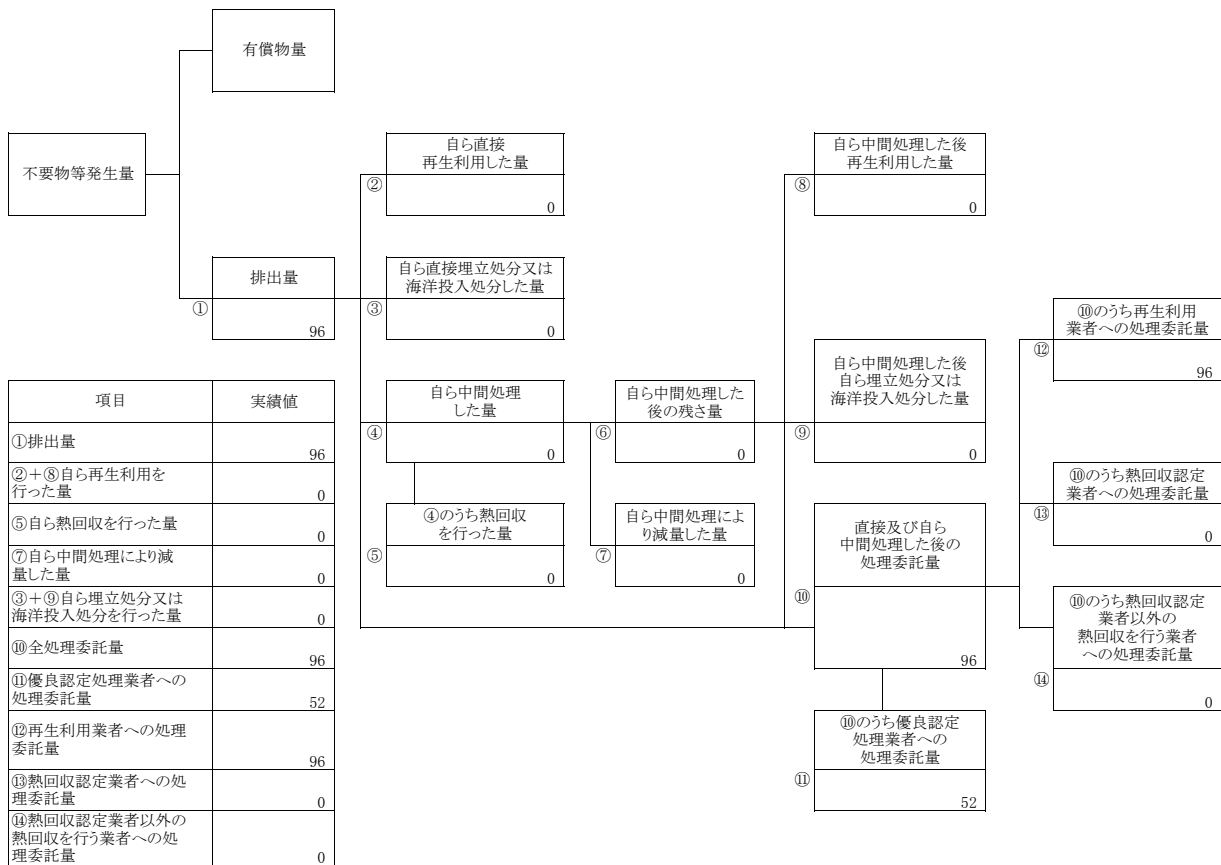 有償物量
不要物等発生量
自ら直接
再生利用した量
②
0
自ら中間処理した後
再生利用した量
⑧
0
排出量
①
96
自ら直接埋立処分又は
海洋投入処分した量
③
0
⑩のうち再生利用
業者への処理委託量
⑫
96
自ら中間処理
した量
④
0
自ら中間処理した
後の残さ量
⑥
0
自ら中間処理した後
自ら埋立処分又は
海洋投入処分した量
⑨
0
⑩のうち熱回収認定
業者への処理委託量
⑬
0
④のうち熱回収
を行った量
⑤
0
自ら中間処理によ
り減量した量
⑦
0
直接及び自ら
中間処理した後の
処理委託量
⑩
96
⑩のうち熱回収認定
業者以外の
熱回収を行う業者
への処理委託量
⑭
0
⑩のうち優良認定
処理業者への
処理委託量
⑪
52
項目 実績値
①排出量
96
②+⑧自ら再生利用を
行った量 0
⑤自ら熱回収を行った量
0
⑦自ら中間処理により減
量した量 0
③+⑨自ら埋立処分又は
海洋投入処分を行った量 0
⑩全処理委託量
96
⑪優良認定処理業者への
処理委託量 52
⑫再生利用業者への処理
委託量
96
⑬熱回収認定業者への処
理委託量 0
⑭熱回収認定業者以外の
熱回収を行う業者への処
理委託量 0